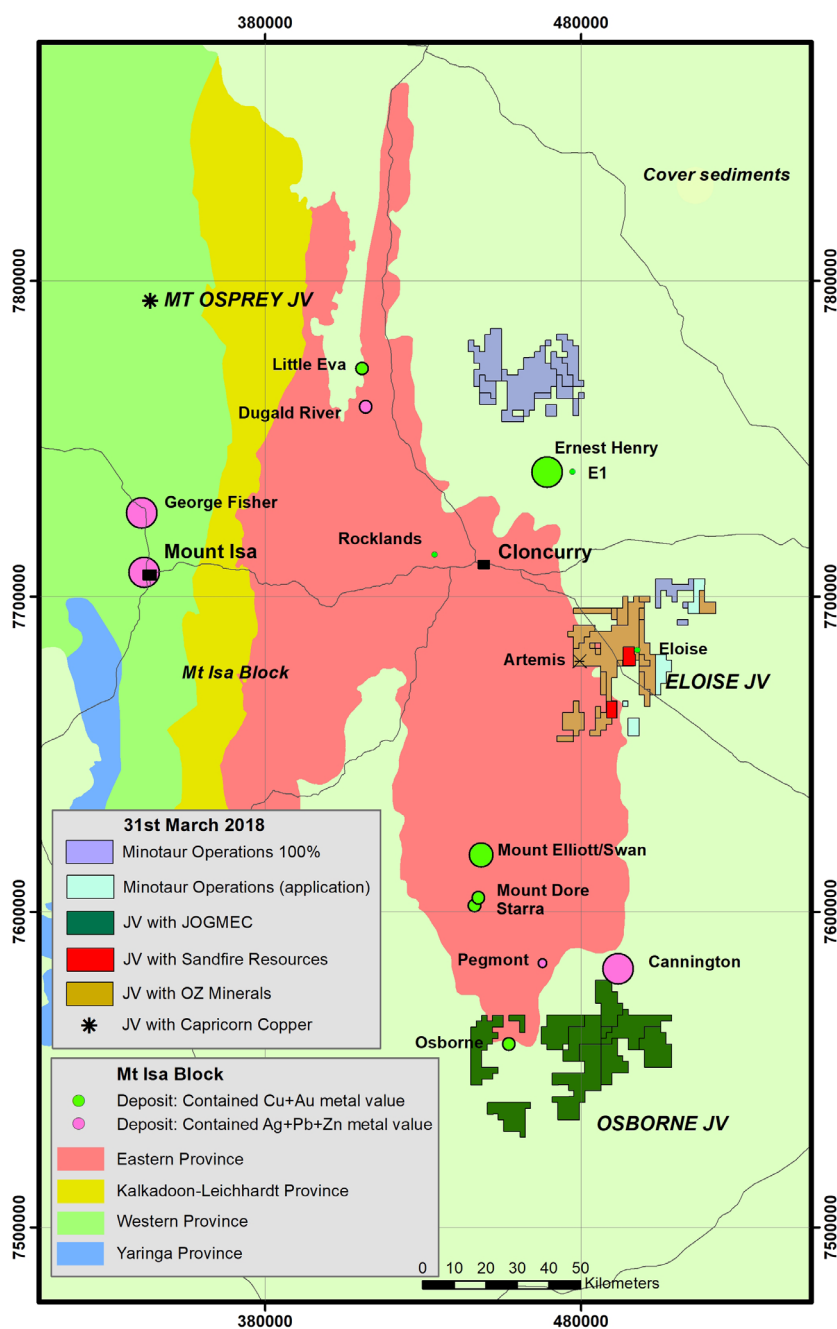 380000 480000
Cover sediments
7800000 7800000
MT OSPREY JV
Little Eva
Dugald River
Ernest Henry
E1
George Fisher
Rocklands
Mount Isa
Cloncurry
7700000 7700000
Eloise
Artemis
Mt Isa Block
ELOISE JV
31st March 2018
Minotaur Operations 100%
Minotaur Operations (application)
JV with JOGMEC
JV with Sandfire Resources
JV with OZ Minerals
JV with Capricorn Copper
Mount Elliott/Swan
Mount Dore
Starra
7600000 7600000
Pegmont
Cannington
Osborne
OSBORNE JV
Mt Isa Block
Deposit: Contained Cu+Au metal value
Deposit: Contained Ag+Pb+Zn metal value
Eastern Province
Kalkadoon-Leichhardt Province
Western Province
Yaringa Province
7500000 7500000
0 10 20 30 40 50
Kilometers
380000 480000